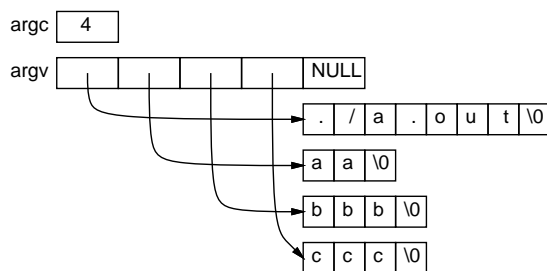 argc 4
argv NULL
. / a . o u t \0
a a \0
b b b \0
c c c \0